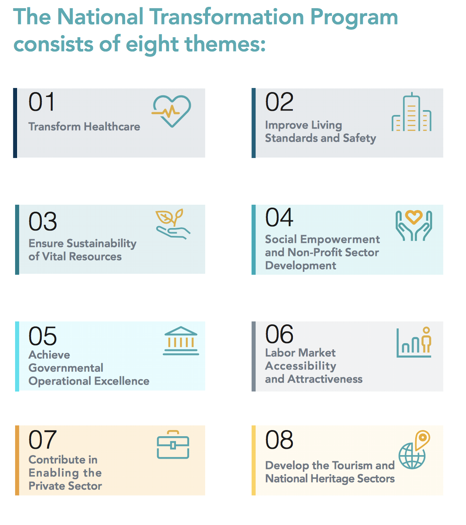 The National Transformation Program
consists of eight themes:
01
Transform Healthcare
02
Improve Living
Standards and Safety
03
Ensure Sustainability
of Vital Resources
04
Social Empowerment
and Non-Profit Sector
Development
05
Achieve
Governmental
Operational Excellence
06
Labor Market
Accessibility
and Attractiveness
07
Contribute in
Enabling the
Private Sector
08
Develop the Tourism and
National Heritage Sectors